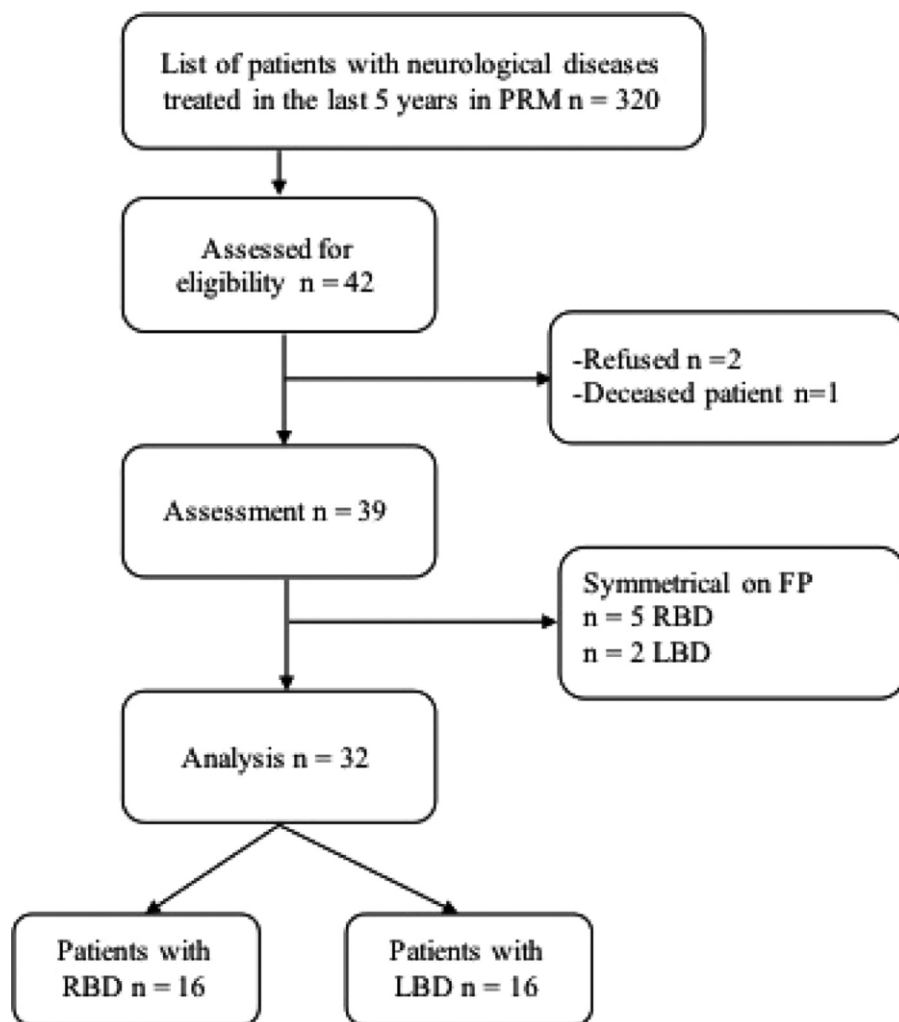 List of patients with neurological diseases
treated in the last 5 years in PRM n = 320
Assessed for
eligibility n = 42
-Refused n =2
-Deceased patient n=1
Assessment n = 39
Symmetrical on FP
n = 5 RBD
n = 2 LBD
Analysis n = 32
Patients with
RBD n = 16
Patients with
LBD n = 16